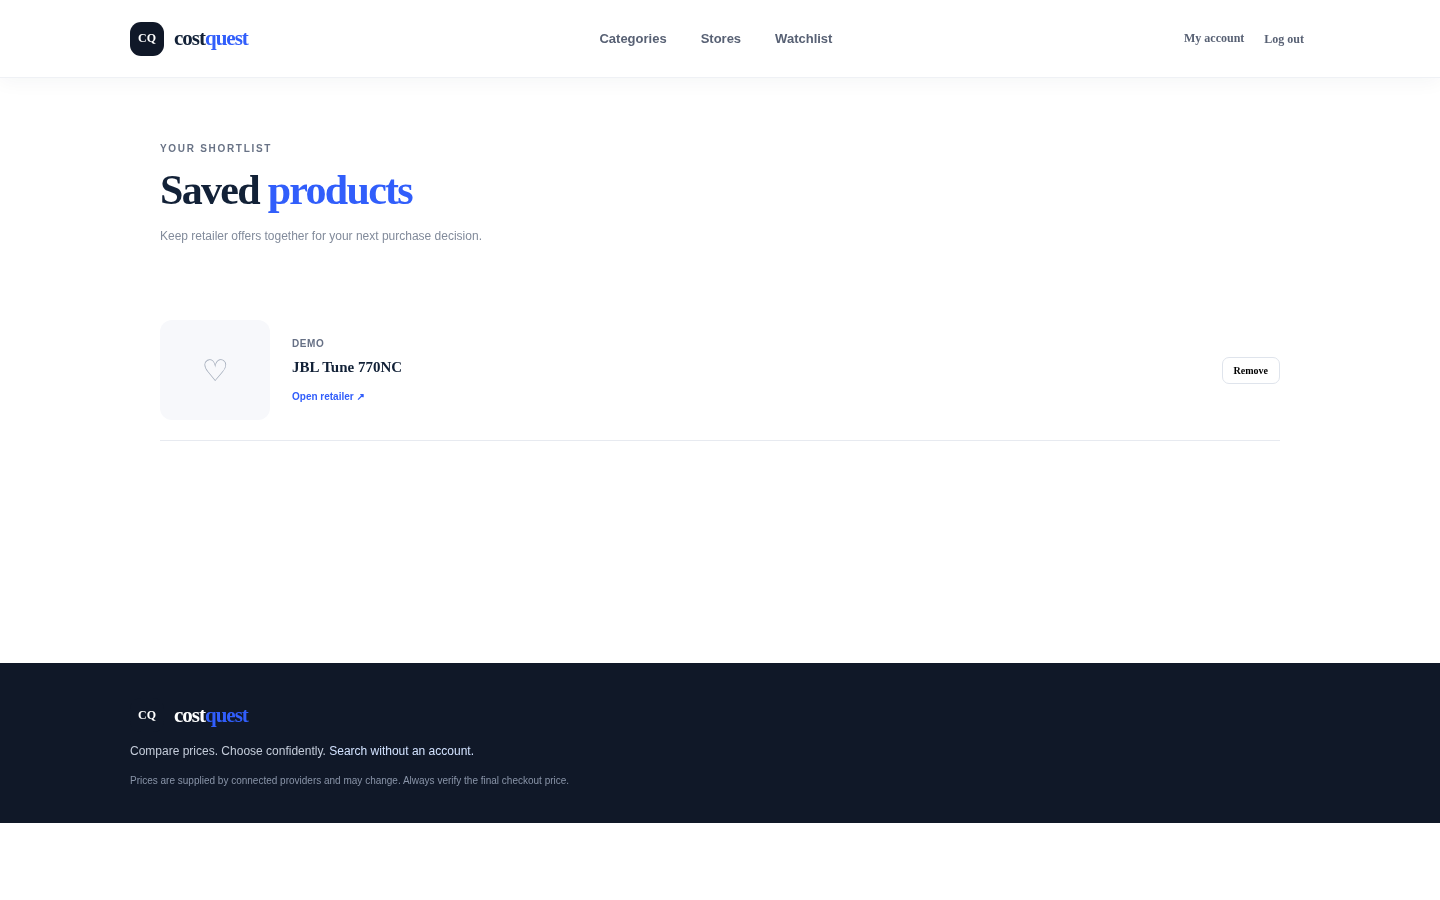 CQ costquest
Categories Stores Watchlist
My account Log out
YOUR SHORTLIST
Saved products
Keep retailer offers together for your next purchase decision.
DEMO
JBL Tune 770NC
Open retailer ↗
Remove
CQ costquest
Compare prices. Choose confidently. Search without an account.
Prices are supplied by connected providers and may change. Always verify the final checkout price.